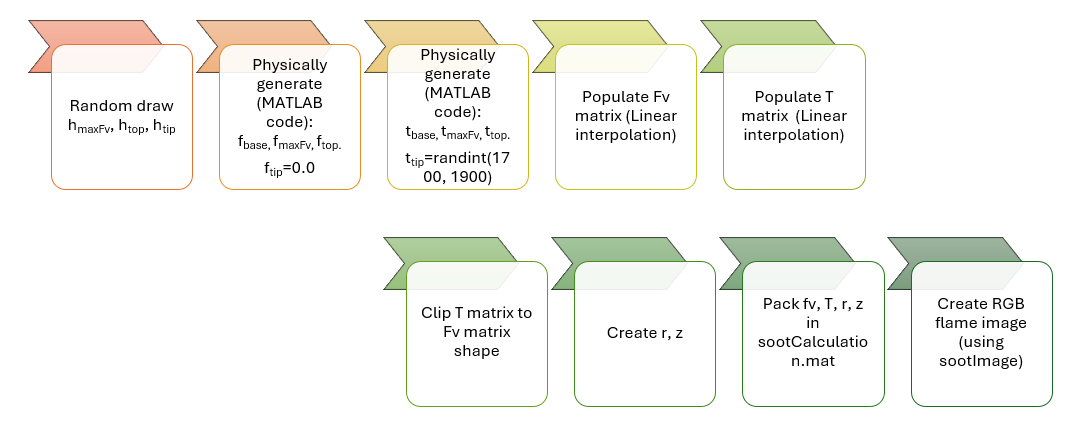 Random draw
hmaxFv, htop, htip
Physically
generate
(MATLAB
code):
fbase, fmaxFv, ftop.
ftip=0.0
Physically
generate
(MATLAB
code):
tbase, tmaxFv, ttop.
ttip=randint(17
00, 1900)
Populate Fv
matrix (Linear
interpolation)
Populate T
matrix (Linear
interpolation)
Clip T matrix to
Fv matrix
shape
Create r, z
Pack fv, T, r, z
in
sootCalculatio
n.mat
Create RGB
flame image
(using
sootImage)